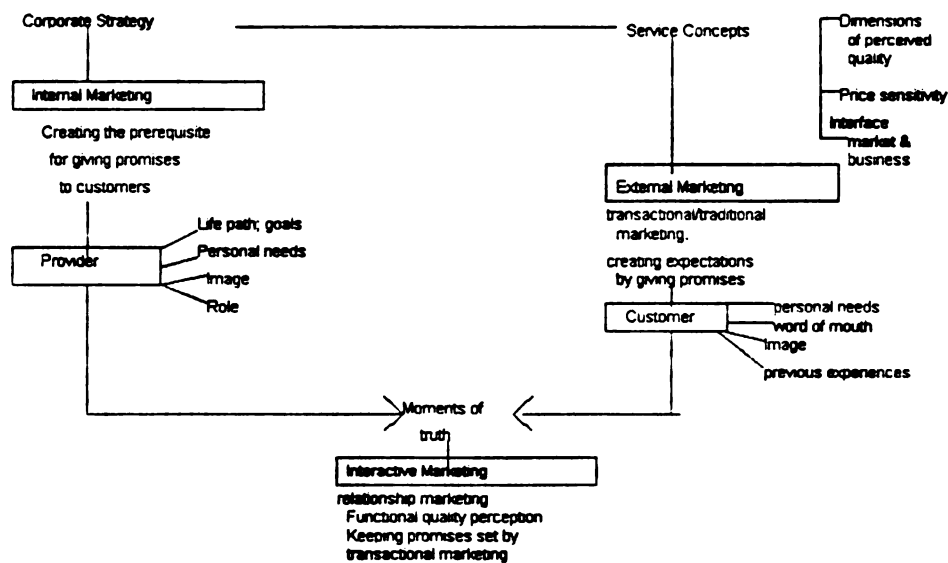 Corporate Strategy
Service Concepts
Dimensions
of perceived
quality
Price sensitivity
Interface
market &
business
Internal Marketing
Creating the prerequisite
for giving promises
to customers
External Marketing
transactional/traditional
marketing.
creating expectations
by giving promises
Provider
Life path; goals
Personal needs
Image
Role
Customer
personal needs
word of mouth
Image
previous experiences
Moments of
truth
Interactive Marketing
relationship marketing
Functional quality perception
Keeping promises set by
transactional marketing